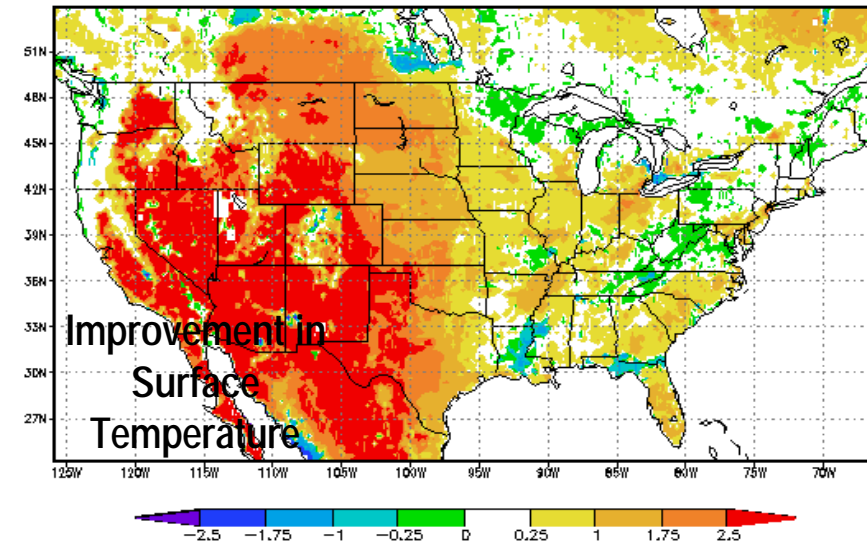 51N
48N
45N
42N
39N
36N
33N
30N
27N
Improvement in
Surface
Temperature
125W 120W 115W 110W 105W 100W 95W 90W 85W 80W 75W 70W
-2.5 -1.75 -1 -0.25 0 0.25 1 1.75 2.5